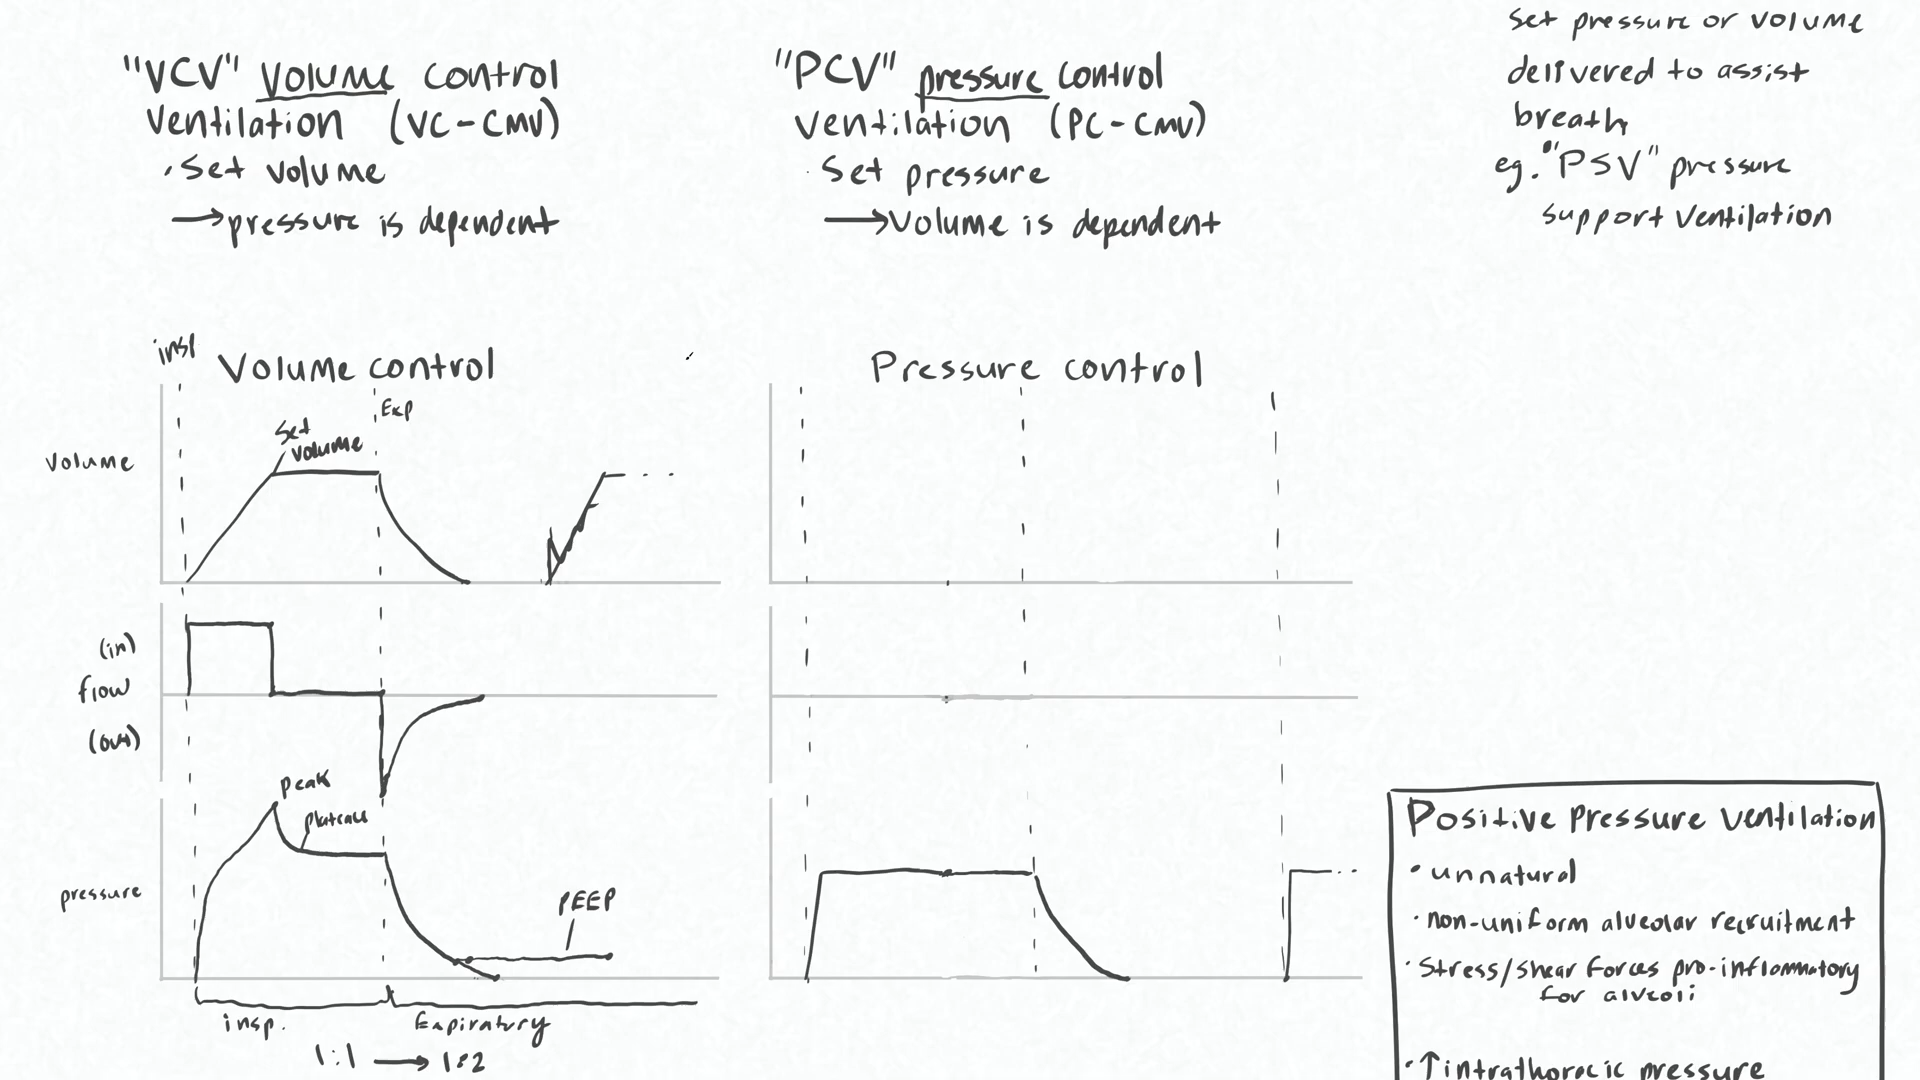 "VCV" volume control
ventilation (VC-CMV)
·Set volume
→pressure is dependent
"PCV" pressure control
ventilation (PC-CMV)
·Set pressure
→Volume is dependent
set pressure or volume
delivered to assist
breath
eg. "PSV" pressure
support ventilation
insp
Volume control
Exp
Set
volume
volume
(in)
flow
(out)
peak
plateau
pressure
PEEP
insp.
Expiratory
1:1 → 1:2
Pressure control
Positive pressure ventilation
·unnatural
·non-uniform alveolar recruitment
·Stress/shear forces pro-inflammatory
for alveoli
·↑intrathoracic pressure